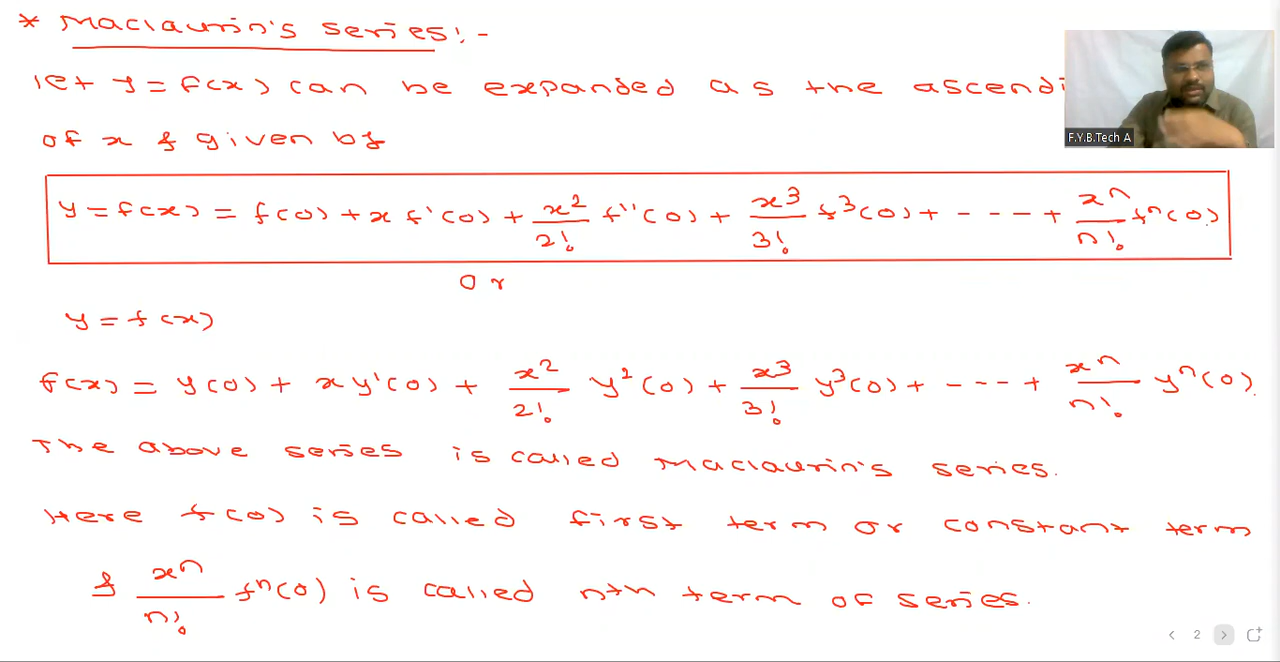 * Maclaurin's series:-
let y = f(x) can be expanded as the ascendi
of x & given by
y = f(x) = f(0) + x f'(0) + x²/2! f''(0) + x³/3! f³(0) + ---- + xⁿ/n! fⁿ(0)
Or
y = f(x)
f(x) = y(0) + x y'(0) + x²/2! y²(0) + x³/3! y³(0) + ---- + xⁿ/n! yⁿ(0).
The above series is called Maclaurin's series.
Here f(0) is called first term or constant term
& xⁿ/n! fⁿ(0) is called nth term of series.
F.Y.B.Tech A
2